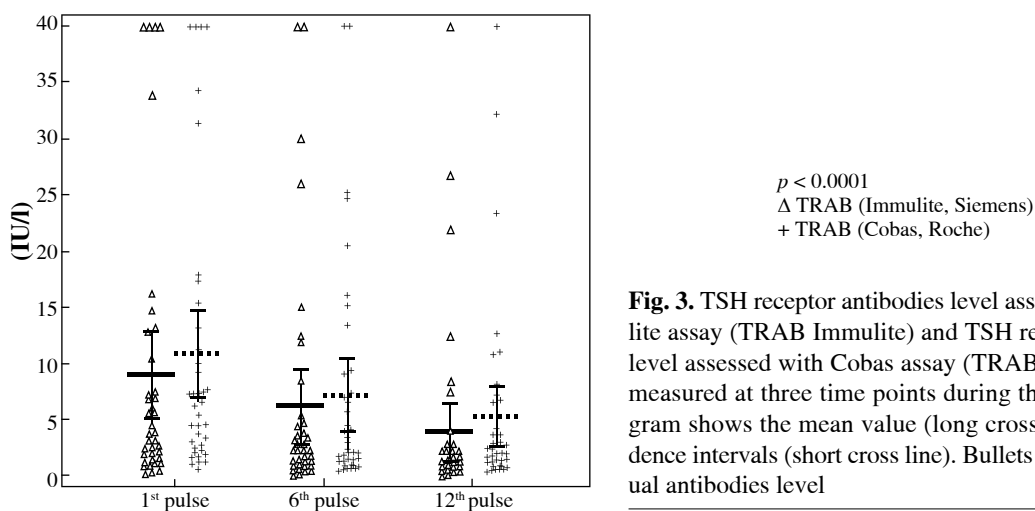 40
35
30
25
20
15
10
5
0
(IU/l)
1st pulse
6th pulse
12th pulse
p < 0.0001
Δ TRAB (Immulite, Siemens)
+ TRAB (Cobas, Roche)
Fig. 3. TSH receptor antibodies level ass
lite assay (TRAB Immulite) and TSH re
level assessed with Cobas assay (TRAB
measured at three time points during th
gram shows the mean value (long cross
dence intervals (short cross line). Bullets
ual antibodies level